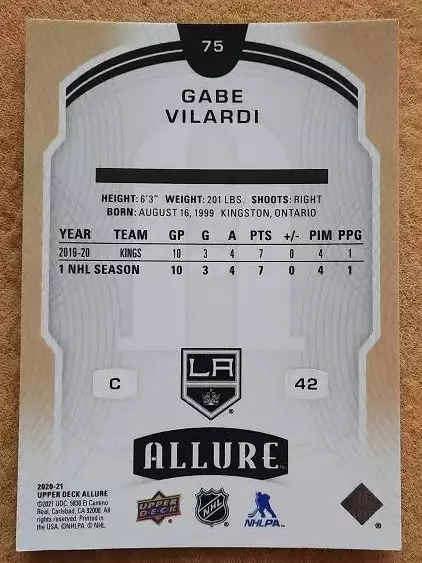 75
GABE
VILARDI
HEIGHT: 6'3" WEIGHT: 201 LBS. SHOOTS: RIGHT
BORN: AUGUST 16, 1999 KINGSTON, ONTARIO
YEAR TEAM GP G A PTS +/- PIM PPG
2019-20 KINGS 10 3 4 7 0 4 1
1 NHL SEASON 10 3 4 7 0 4 1
LA
®
C
42
ALLURE™
2020-21
UPPER DECK ALLURE
©2021 UDC. 5830 El Camino
Real, Carlsbad, CA 92008. All
rights reserved. Printed in
the USA. ©NHLPA © NHL
UPPER DECK
NHL ®
NHLPA™
®